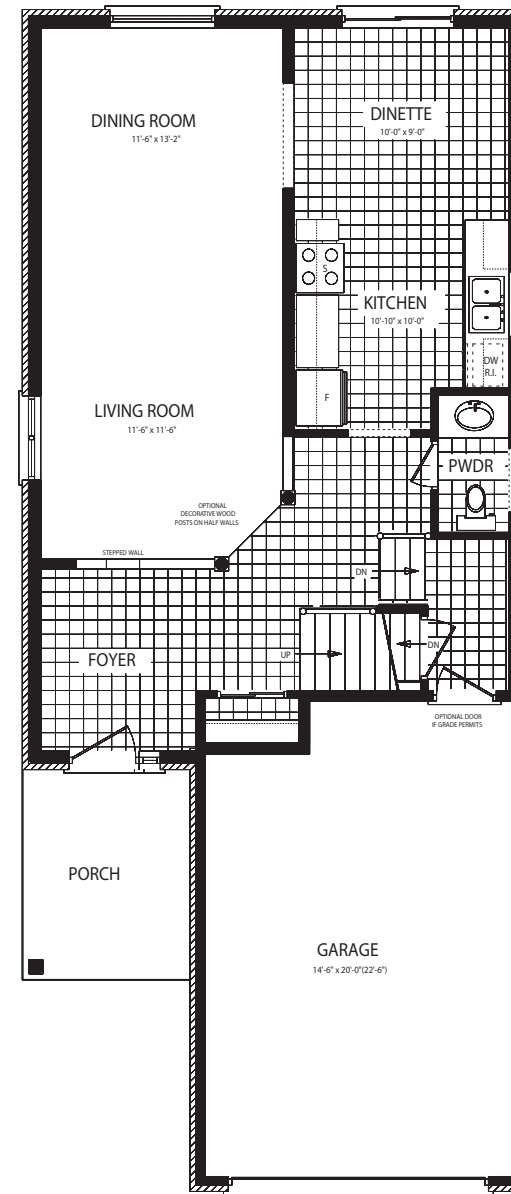 DINING ROOM
11'-6" x 13'-2"
DINETTE
10'-0" x 9'-0"
S
KITCHEN
10'-10" x 10'-0"
DW
R.I.
F
LIVING ROOM
11'-6" x 11'-6"
PWDR
OPTIONAL
DECORATIVE WOOD
POSTS ON HALF WALLS
STEPPED WALL
DN
FOYER
UP
DN
OPTIONAL DOOR
IF GRADE PERMITS
PORCH
GARAGE
14'-6" x 20'-0"(22'-6")